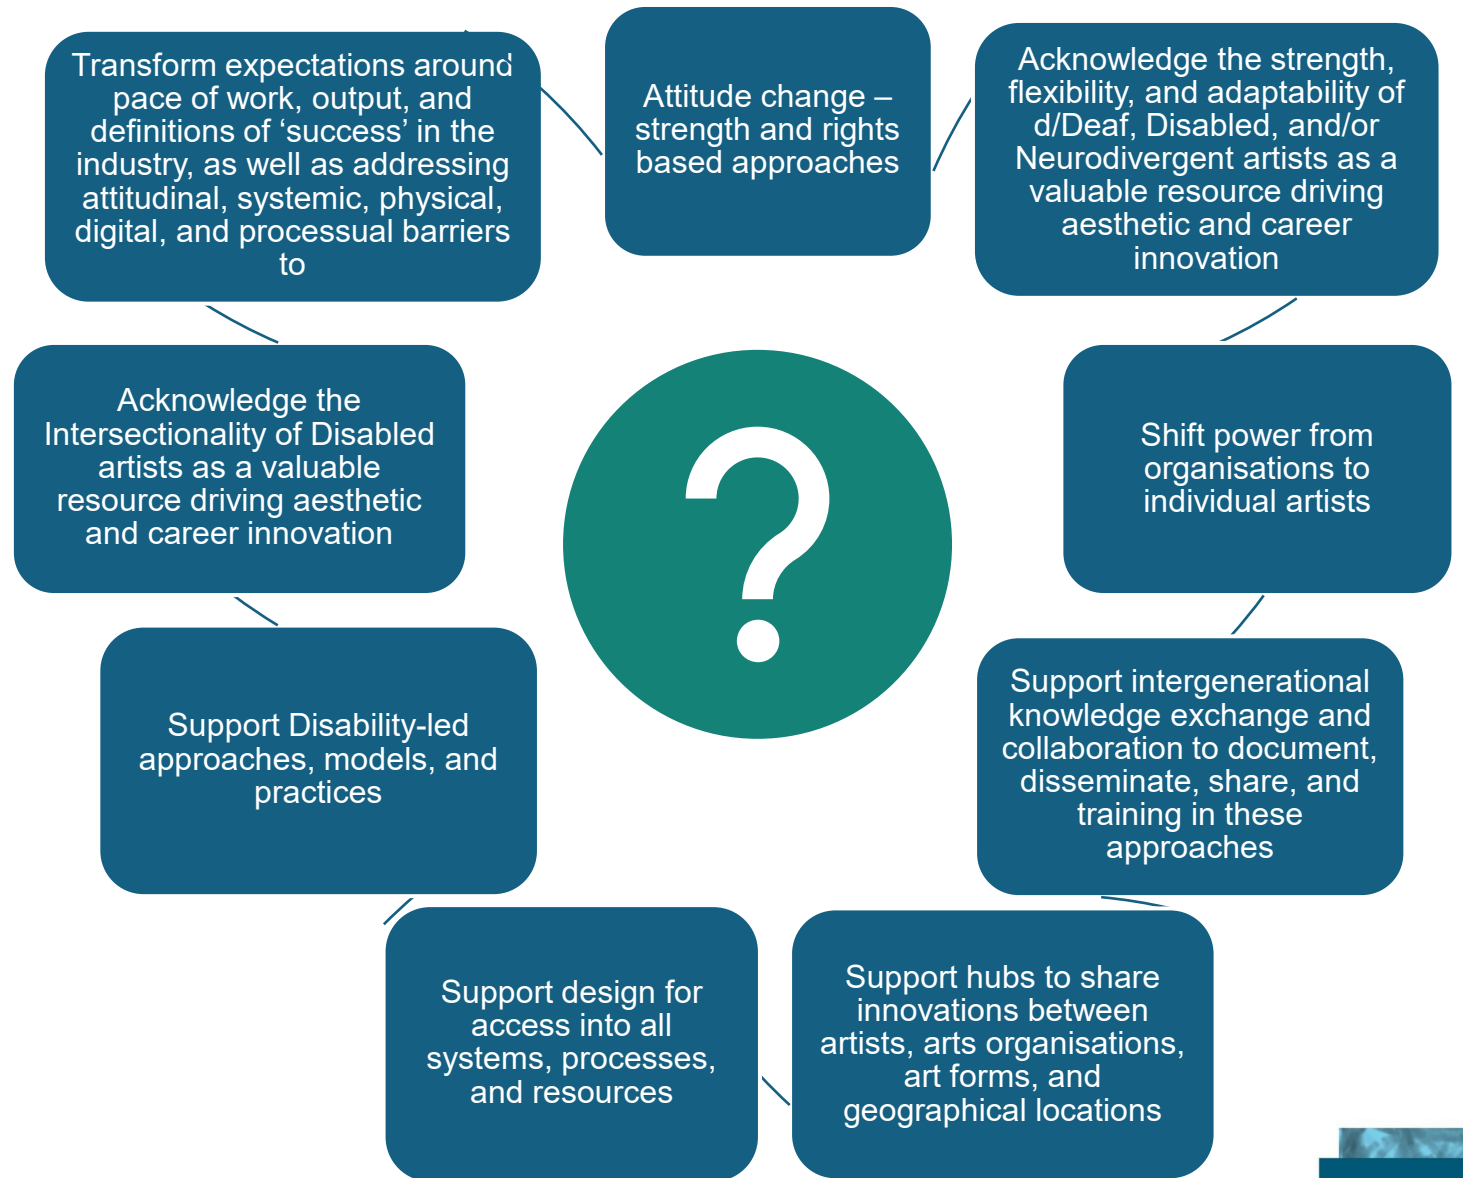 Attitude change –
strength and rights
based approaches
Acknowledge the strength,
flexibility, and adaptability of
d/Deaf, Disabled, and/or
Neurodivergent artists as a
valuable resource driving
aesthetic and career
innovation
Shift power from
organisations to
individual artists
Support intergenerational
knowledge exchange and
collaboration to document,
disseminate, share, and
training in these
approaches
Support hubs to share
innovations between
artists, arts organisations,
art forms, and
geographical locations
Support design for
access into all
systems, processes,
and resources
Support Disability-led
approaches, models, and
practices
Acknowledge the
Intersectionality of Disabled
artists as a valuable
resource driving aesthetic
and career innovation
Transform expectations around
pace of work, output, and
definitions of ‘success’ in the
industry, as well as addressing
attitudinal, systemic, physical,
digital, and processual barriers
to
?